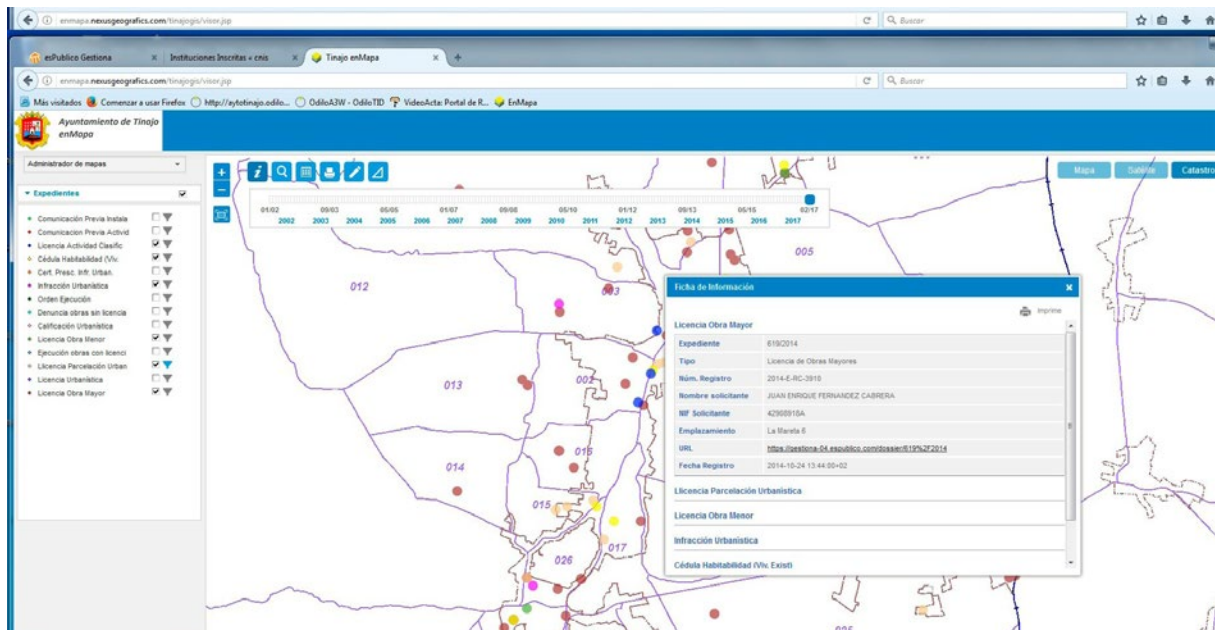 enmapa.nexusgeografics.com/tinajogis/visor.jsp
Buscar
esPublico Gestiona
Instituciones Inscritas « cnis
Tinajo enMapa
enmapa.nexusgeografics.com/tinajogis/visor.jsp
Buscar
Más visitados
Comenzar a usar Firefox
http://aytotinajo.odilo...
OdiloA3W - OdiloTID
VideoActa: Portal de R...
EnMapa
Ayuntamiento de Tinajo
enMapa
Administrador de mapas
Expedientes
Comunicación Previa Instala
Comunicacion Previa Activid
Licencia Actividad Clasific
Cédula Habitabilidad (Viv.
Cert. Presc. Infr. Urban.
Infracción Urbanística
Orden Ejecución
Denuncia obras sin licencia
Calificación Urbanística
Licencia Obra Menor
Ejecución obras con licenci
Llicencia Parcelación Urban
Licencia Urbanística
Licencia Obra Mayor
Mapa
Satélite
Catastro
01/02 09/03 05/05 01/07 09/08 05/10 01/12 09/13 05/15 02/17
2002 2003 2004 2005 2006 2007 2008 2009 2010 2011 2012 2013 2014 2015 2016 2017
005
012
003
013
002
014
016
015
017
026
Ficha de Información
Imprime
Licencia Obra Mayor
Expediente 619/2014
Tipo Licencia de Obras Mayores
Núm. Registro 2014-E-RC-3910
Nombre solicitante JUAN ENRIQUE FERNANDEZ CABRERA
NIF Solicitante 42908918A
Emplazamiento La Mareta 6
URL https://gestiona-04.espublico.com/dossier/619%2F2014
Fecha Registro 2014-10-24 13:44:00+02
Llicencia Parcelación Urbanística
Licencia Obra Menor
Infracción Urbanística
Cédula Habitabilidad (Viv. Exist)